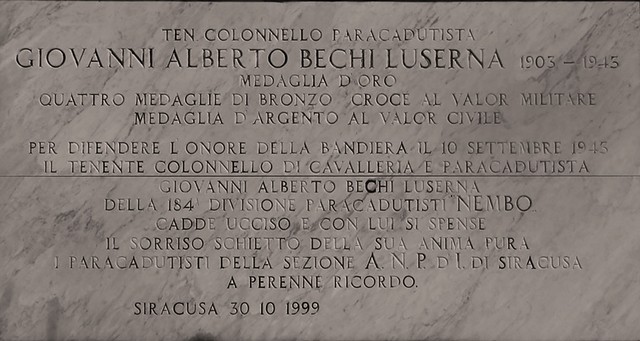 TEN COLONNELLO PARACADUTISTA
GIOVANNI ALBERTO BECHI LUSERNA 1903 – 1943
MEDAGLIA D'ORO
QUATTRO MEDAGLIE DI BRONZO CROCE AL VALOR MILITARE
MEDAGLIA D'ARGENTO AL VALOR CIVILE
PER DIFENDERE L'ONORE DELLA BANDIERA IL 10 SETTEMBRE 1943
IL TENENTE COLONNELLO DI CAVALLERIA E PARACADUTISTA
GIOVANNI ALBERTO BECHI LUSERNA
DELLA 184ª DIVISIONE PARACADUTISTI "NEMBO"
CADDE UCCISO E CON LUI SI SPENSE
IL SORRISO SCHIETTO DELLA SUA ANIMA PURA
I PARACADUTISTI DELLA SEZIONE A.N.P.d'I. DI SIRACUSA
A PERENNE RICORDO.
SIRACUSA 30 10 1999